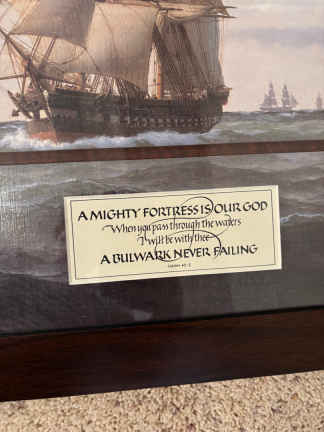 A MIGHTY FORTRESS IS OUR GOD
When you pass through the waters
I will be with thee
A BULWARK NEVER FAILING